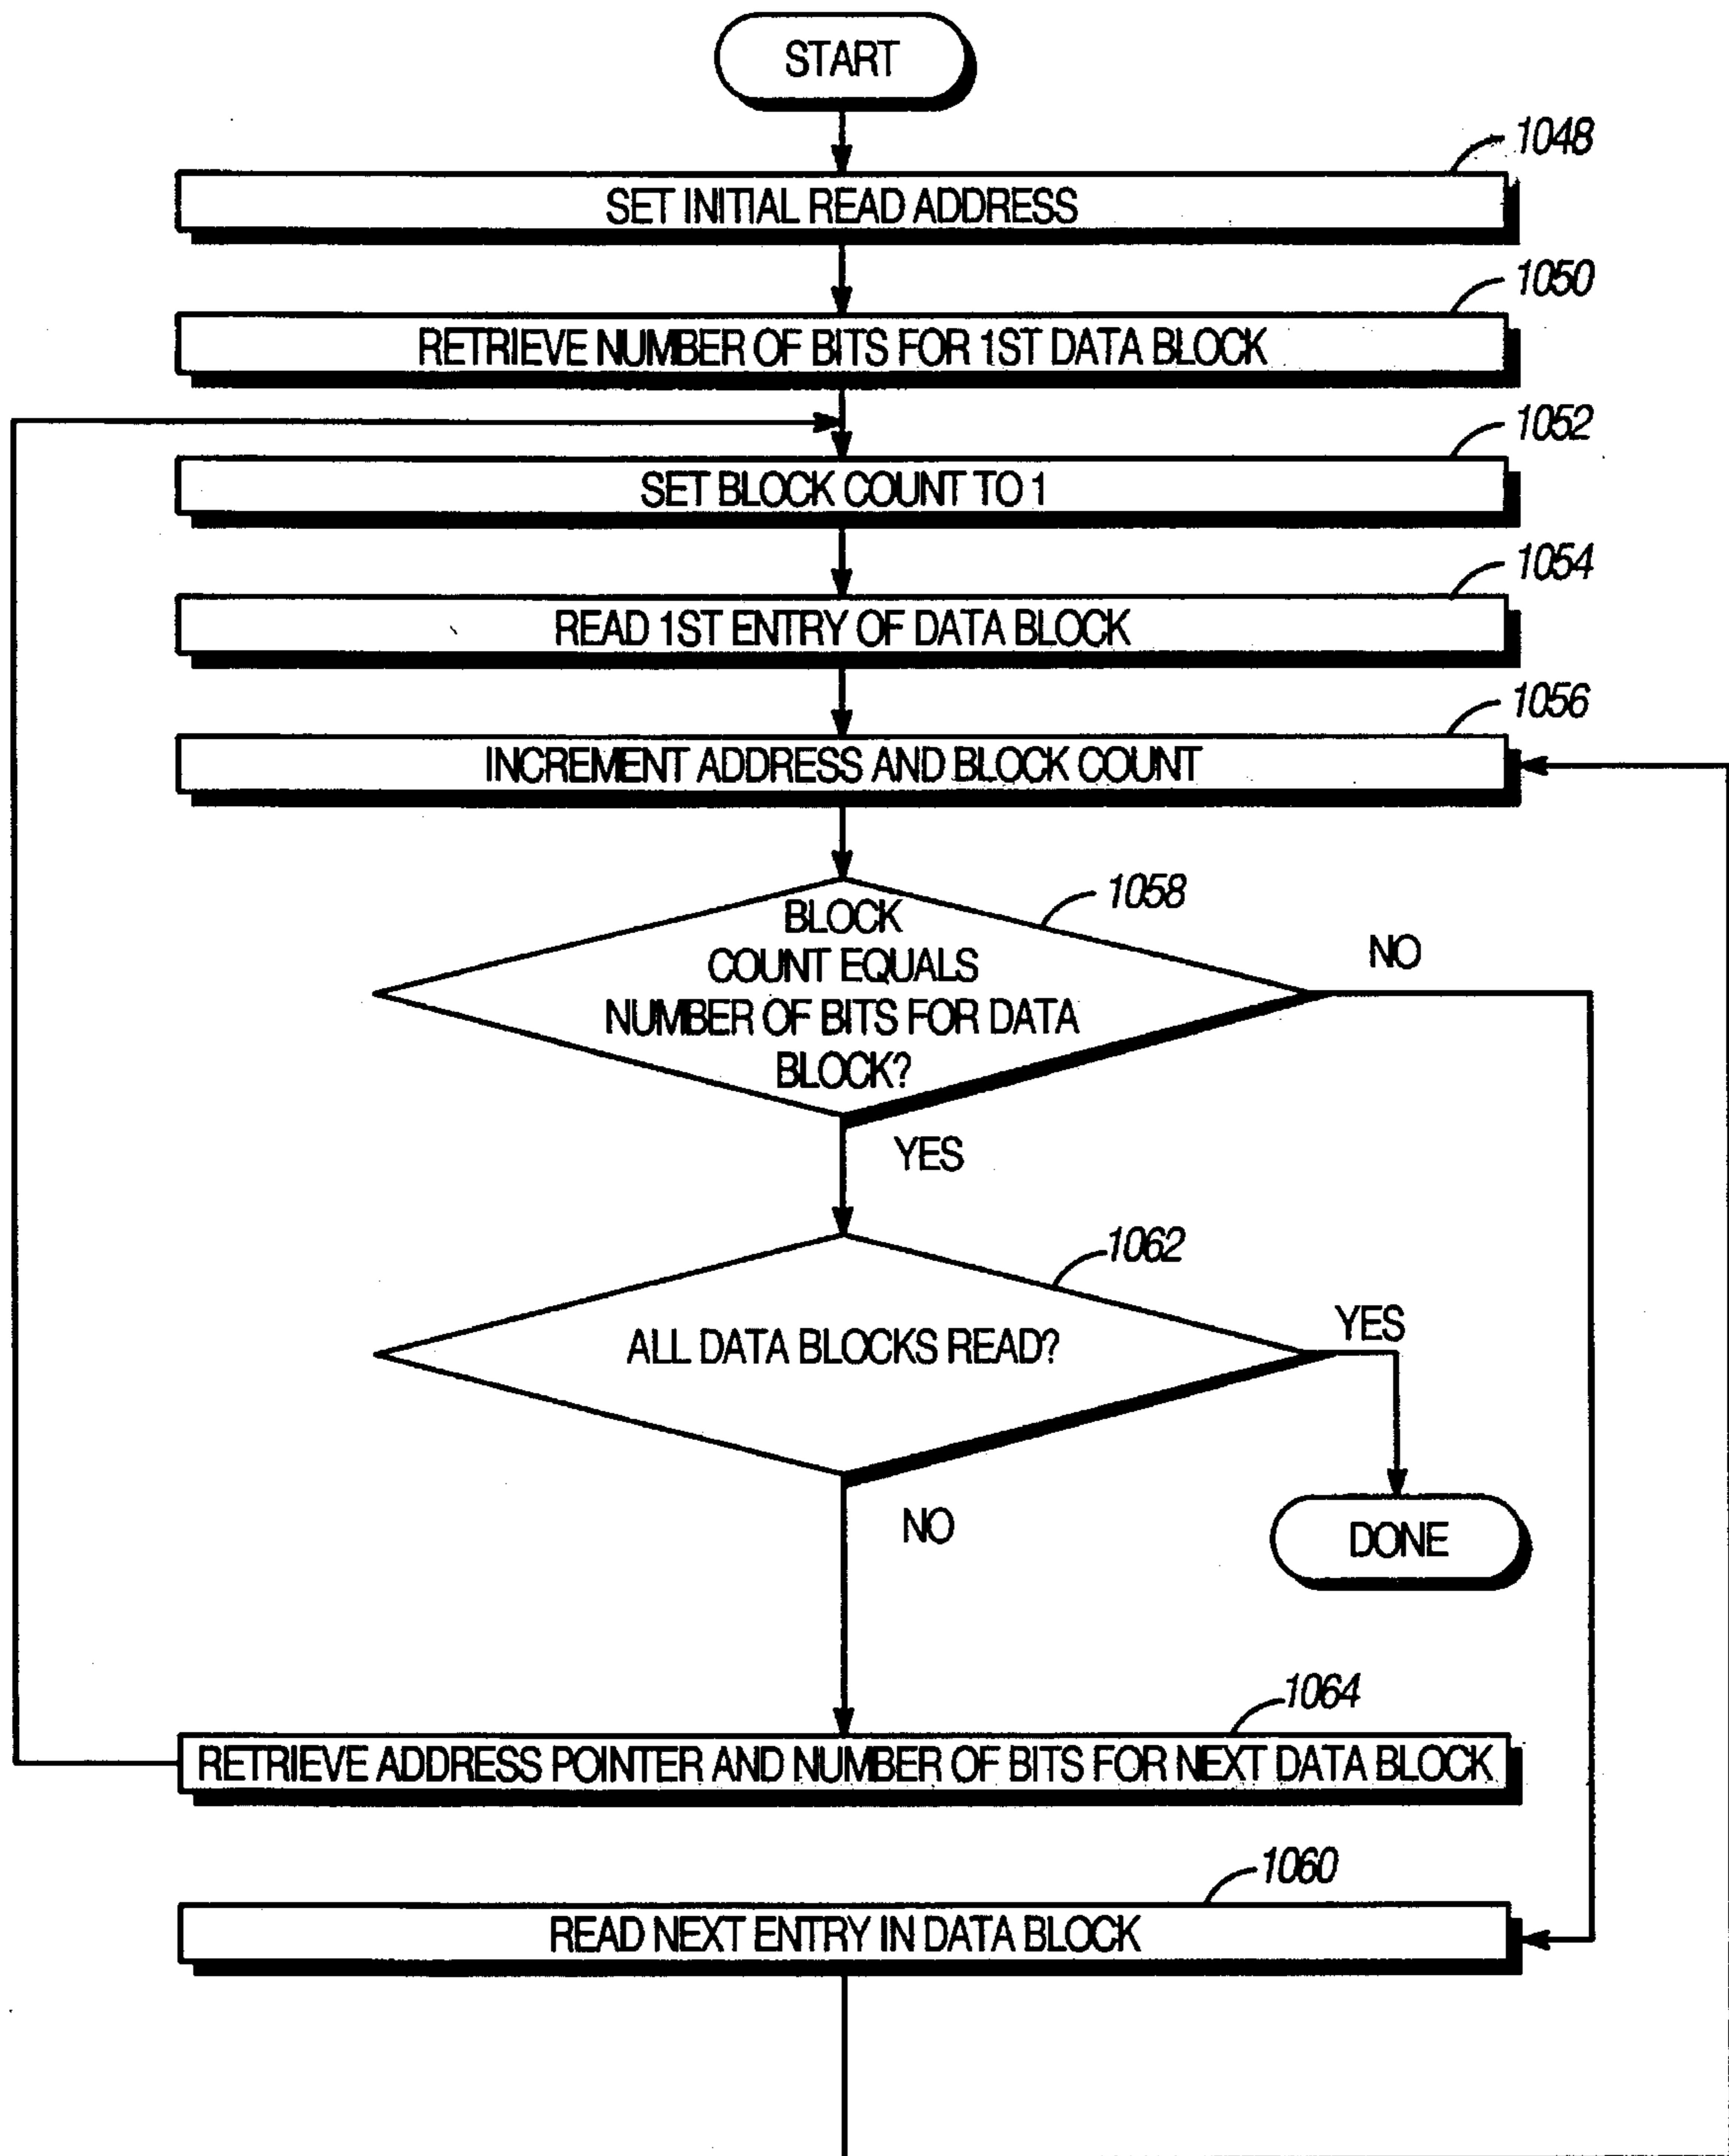 START
1048
SET INITIAL READ ADDRESS
1050
RETRIEVE NUMBER OF BITS FOR 1ST DATA BLOCK
1052
SET BLOCK COUNT TO 1
1054
READ 1ST ENTRY OF DATA BLOCK
1056
INCREMENT ADDRESS AND BLOCK COUNT
1058
BLOCK
COUNT EQUALS
NUMBER OF BITS FOR DATA
BLOCK?
NO
YES
1062
ALL DATA BLOCKS READ?
YES
NO
DONE
1064
RETRIEVE ADDRESS POINTER AND NUMBER OF BITS FOR NEXT DATA BLOCK
1060
READ NEXT ENTRY IN DATA BLOCK